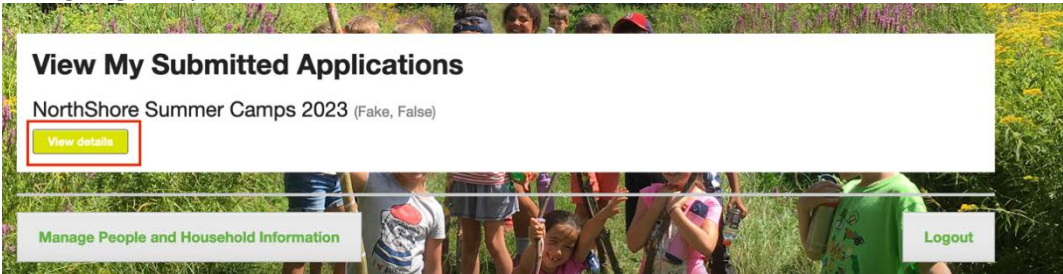 View My Submitted Applications
NorthShore Summer Camps 2023 (Fake, False)
View details
Manage People and Household Information
Logout